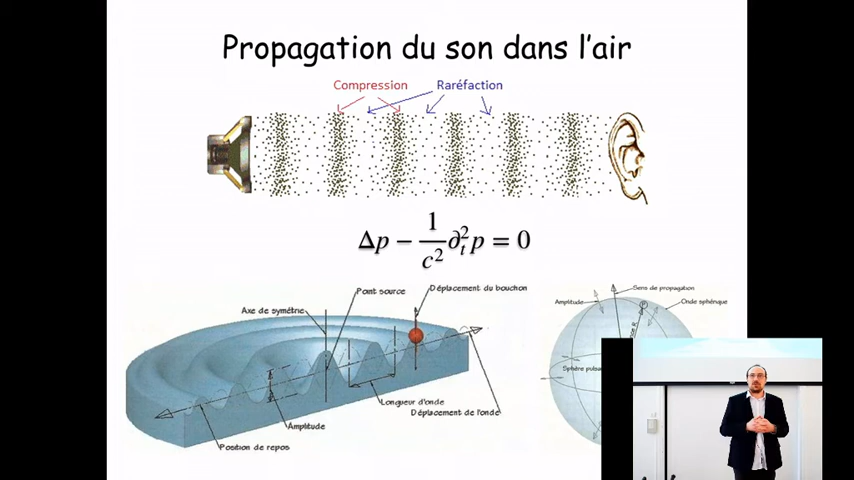 Propagation du son dans l'air
Compression
Raréfaction
Δp − 1/c² ∂²ₜp = 0
Point source
Déplacement du bouchon
Axe de symétrie
Longueur d'onde
Déplacement de l'onde
Amplitude
Position de repos
Sens de propagation
Amplitude
Onde sphérique
Sphère pulsa